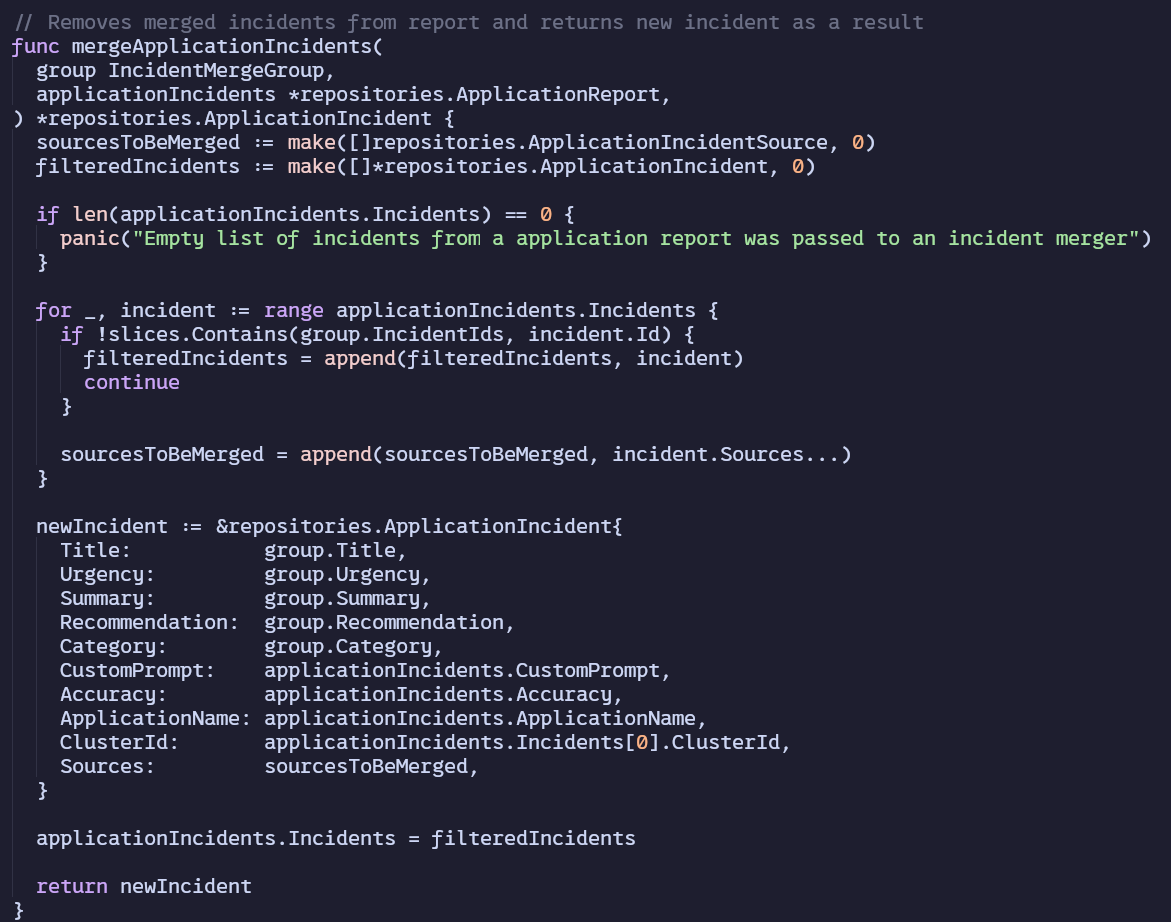 // Removes merged incidents from report and returns new incident as a result
func mergeApplicationIncidents(
  group IncidentMergeGroup,
  applicationIncidents *repositories.ApplicationReport,
) *repositories.ApplicationIncident {
  sourcesToBeMerged := make([]repositories.ApplicationIncidentSource, 0)
  filteredIncidents := make([]*repositories.ApplicationIncident, 0)

  if len(applicationIncidents.Incidents) == 0 {
    panic("Empty list of incidents from a application report was passed to an incident merger")
  }

  for _, incident := range applicationIncidents.Incidents {
    if !slices.Contains(group.IncidentIds, incident.Id) {
      filteredIncidents = append(filteredIncidents, incident)
      continue
    }

    sourcesToBeMerged = append(sourcesToBeMerged, incident.Sources...)
  }

  newIncident := &repositories.ApplicationIncident{
    Title:           group.Title,
    Urgency:         group.Urgency,
    Summary:         group.Summary,
    Recommendation:  group.Recommendation,
    Category:        group.Category,
    CustomPrompt:    applicationIncidents.CustomPrompt,
    Accuracy:        applicationIncidents.Accuracy,
    ApplicationName: applicationIncidents.ApplicationName,
    ClusterId:       applicationIncidents.Incidents[0].ClusterId,
    Sources:         sourcesToBeMerged,
  }

  applicationIncidents.Incidents = filteredIncidents

  return newIncident
}